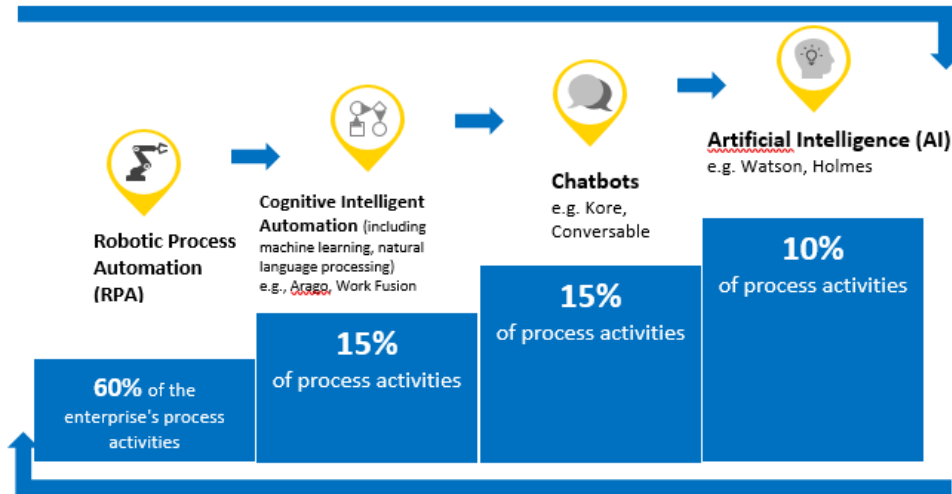 Robotic Process
Automation
(RPA)
60% of the
enterprise's process
activities
Cognitive Intelligent
Automation (including
machine learning, natural
language processing)
e.g., Arago, Work Fusion
15%
of process activities
Chatbots
e.g. Kore,
Conversable
15%
of process activities
Artificial Intelligence (AI)
e.g. Watson, Holmes
10%
of process activities